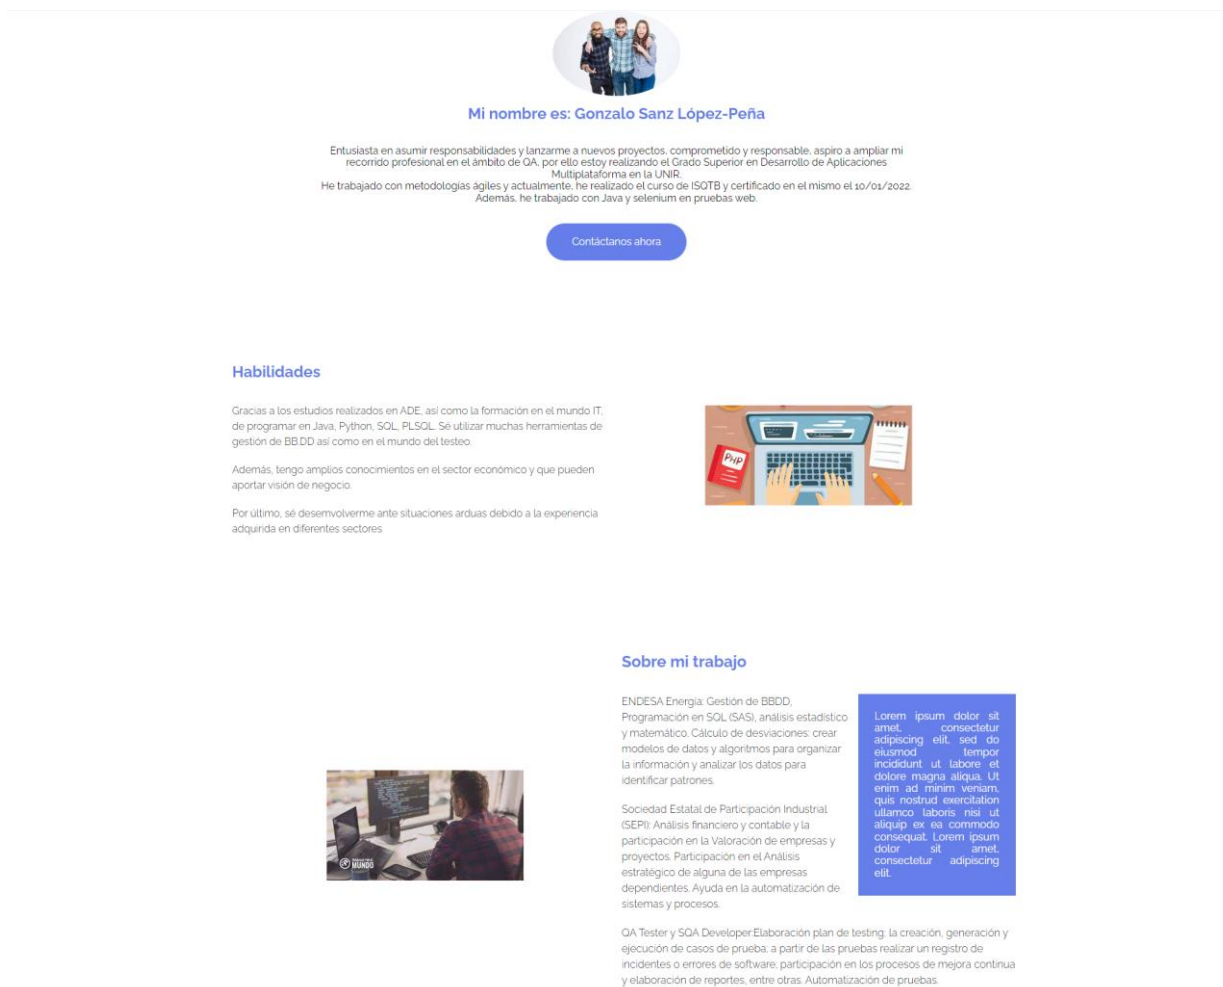 Mi nombre es: Gonzalo Sanz López-Peña
Entusiasta en asumir responsabilidades y lanzarme a nuevos proyectos, comprometido y responsable, aspiro a ampliar mi
recorrido profesional en el ámbito de QA, por ello estoy realizando el Grado Superior en Desarrollo de Aplicaciones
Multiplataforma en la UNIR.
He trabajado con metodologías ágiles y actualmente, he realizado el curso de ISQTB y certificado en el mismo el 10/01/2022.
Además, he trabajado con Java y selenium en pruebas web.
Contáctanos ahora
Habilidades
Gracias a los estudios realizados en ADE, así como la formación en el mundo IT,
de programar en Java, Python, SQL, PLSQL. Sé utilizar muchas herramientas de
gestión de BB.DD así como en el mundo del testeo.
Además, tengo amplios conocimientos en el sector económico y que pueden
aportar visión de negocio.
Por último, sé desemvolverme ante situaciones arduas debido a la experiencia
adquirida en diferentes sectores
PHP
Sobre mi trabajo
ENDESA Energía: Gestión de BBDD,
Programación en SQL (SAS), análisis estadístico
y matemático. Cálculo de desviaciones: crear
modelos de datos y algoritmos para organizar
la información y analizar los datos para
identificar patrones.
Sociedad Estatal de Participación Industrial
(SEPI): Análisis financiero y contable y la
participación en la Valoración de empresas y
proyectos. Participación en el Análisis
estratégico de alguna de las empresas
dependientes. Ayuda en la automatización de
sistemas y procesos.
Lorem ipsum dolor sit
amet, consectetur
adipiscing elit, sed do
eiusmod tempor
incididunt ut labore et
dolore magna aliqua. Ut
enim ad minim veniam,
quis nostrud exercitation
ullamco laboris nisi ut
aliquip ex ea commodo
consequat. Lorem ipsum
dolor sit amet,
consectetur adipiscing
elit.
QA Tester y SQA Developer:Elaboración plan de testing; la creación, generación y
ejecución de casos de prueba; a partir de las pruebas realizar un registro de
incidentes o errores de software; participación en los procesos de mejora continua
y elaboración de reportes, entre otras. Automatización de pruebas.
MUNDO